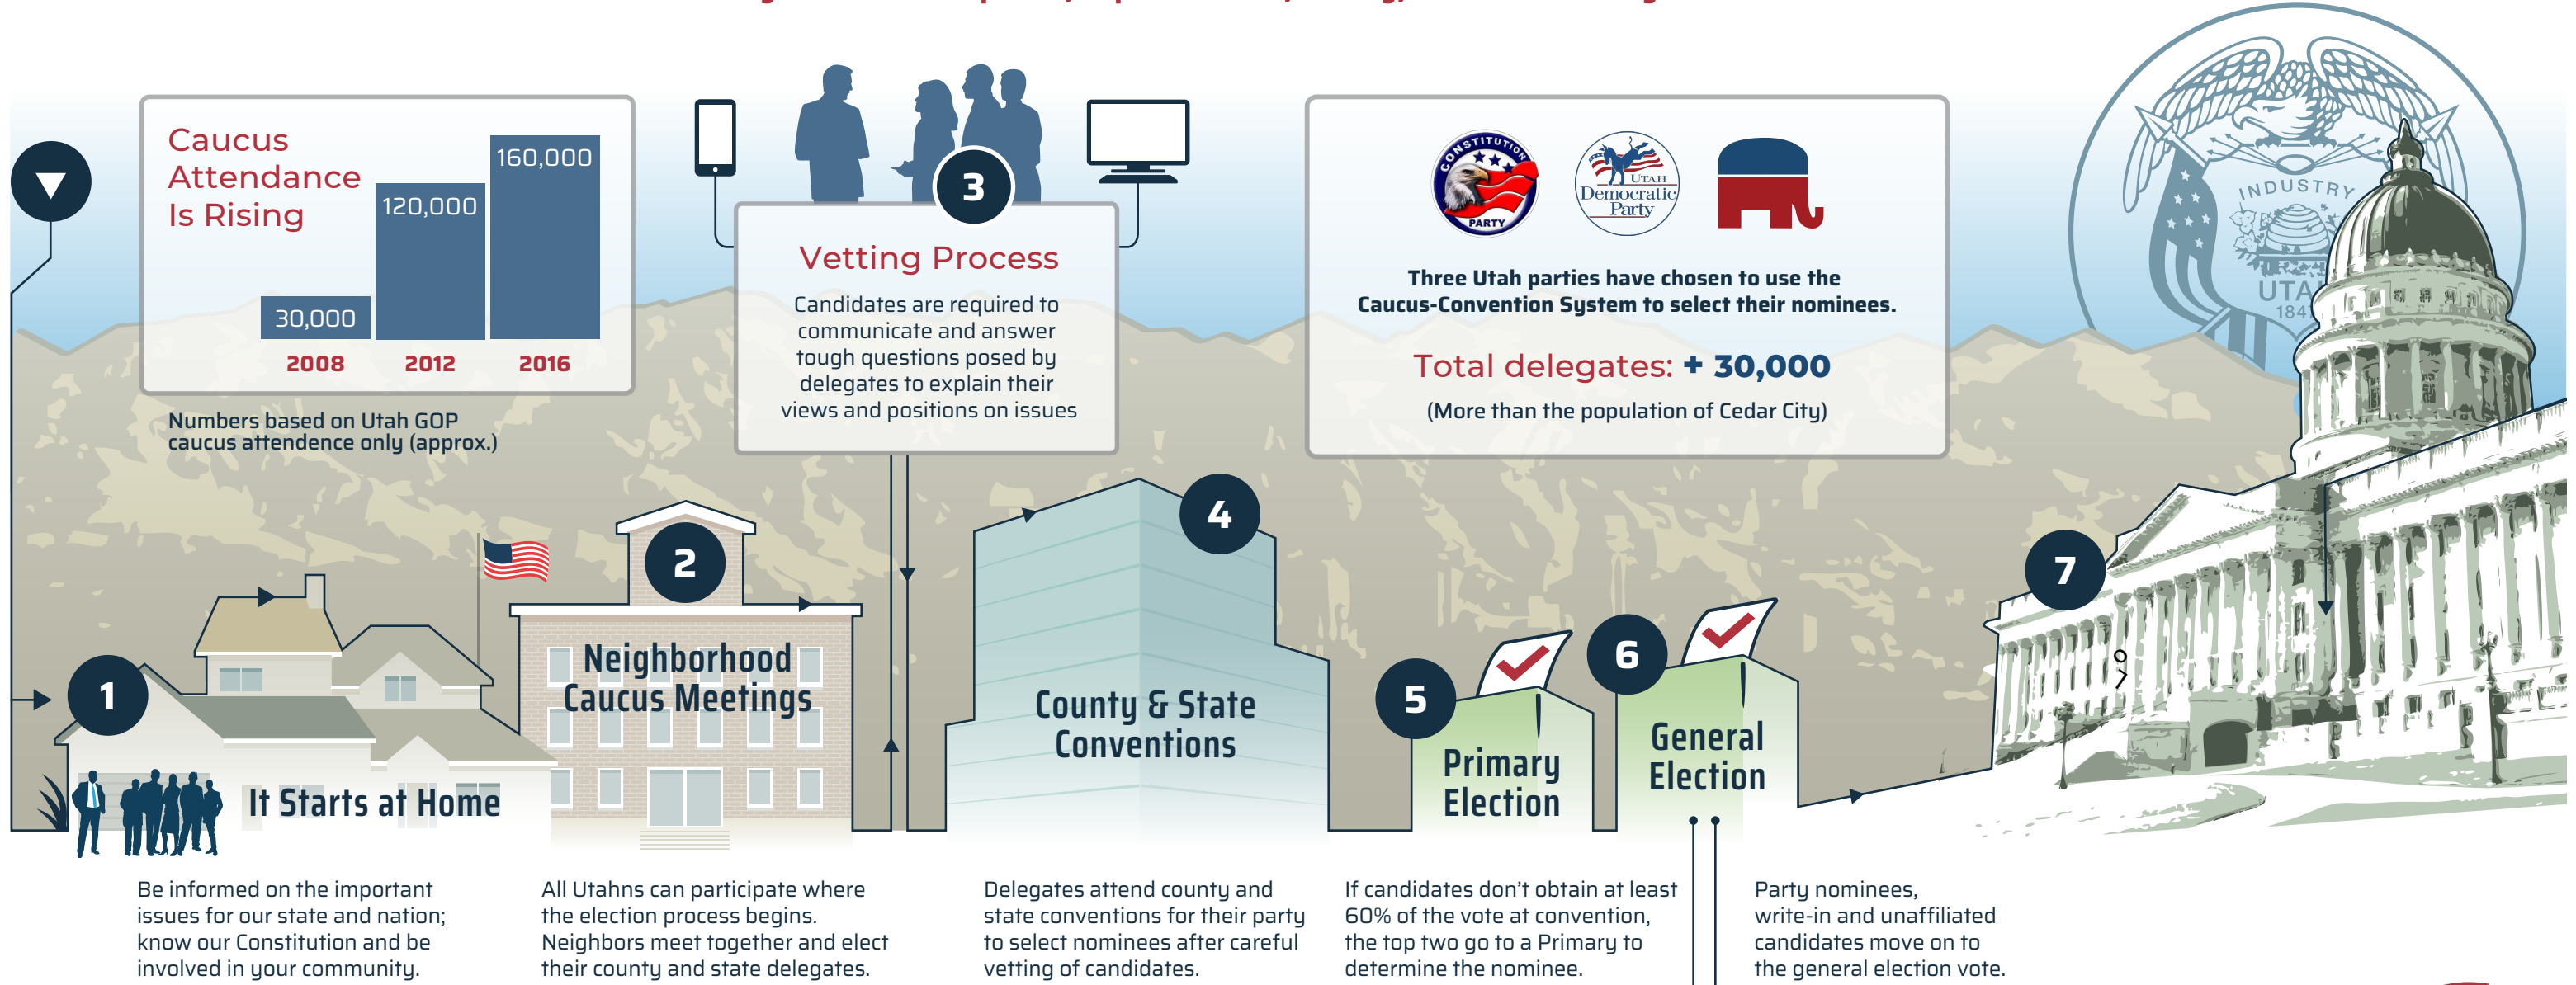 Caucus
Attendance
Is Rising
160,000
120,000
30,000
2008
2012
2016
Numbers based on Utah GOP
caucus attendence only (approx.)
3
Vetting Process
Candidates are required to
communicate and answer
tough questions posed by
delegates to explain their
views and positions on issues
CONSTITUTION
PARTY
UTAH
Democratic
Party
Three Utah parties have chosen to use the
Caucus-Convention System to select their nominees.
Total delegates: + 30,000
(More than the population of Cedar City)
INDUSTRY
1
It Starts at Home
Be informed on the important
issues for our state and nation;
know our Constitution and be
involved in your community.
2
Neighborhood
Caucus Meetings
All Utahns can participate where
the election process begins.
Neighbors meet together and elect
their county and state delegates.
4
County & State
Conventions
Delegates attend county and
state conventions for their party
to select nominees after careful
vetting of candidates.
5
Primary
Election
If candidates don’t obtain at least
60% of the vote at convention,
the top two go to a Primary to
determine the nominee.
6
General
Election
Party nominees,
write-in and unaffiliated
candidates move on to
the general election vote.
7